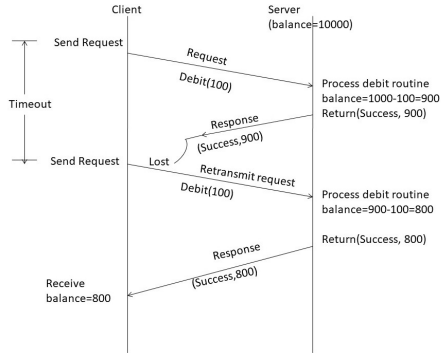 Client
Server
(balance=10000)
Send Request
Request
Debit(100)
Process debit routine
balance=1000-100=900
Return(Success, 900)
Timeout
Response
(Success,900)
Lost
Send Request
Retransmit request
Debit(100)
Process debit routine
balance=900-100=800
Return(Success, 800)
Response
(Success,800)
Receive
balance=800